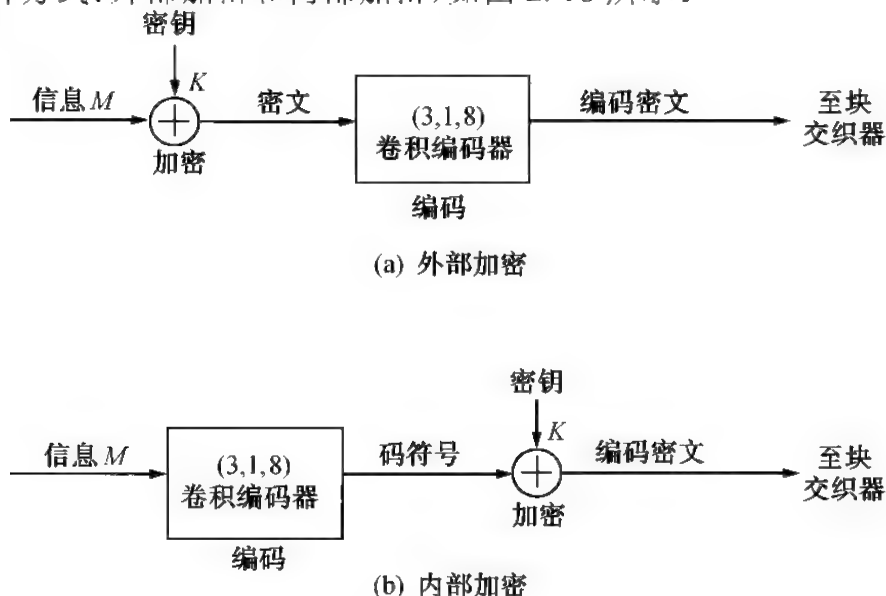 密钥
K
信息M
密文
(3,1,8)
卷积编码器
编码密文
至块
交织器
加密
编码
(a) 外部加密
密钥
K
信息M
(3,1,8)
卷积编码器
码符号
编码密文
至块
交织器
加密
编码
(b) 内部加密